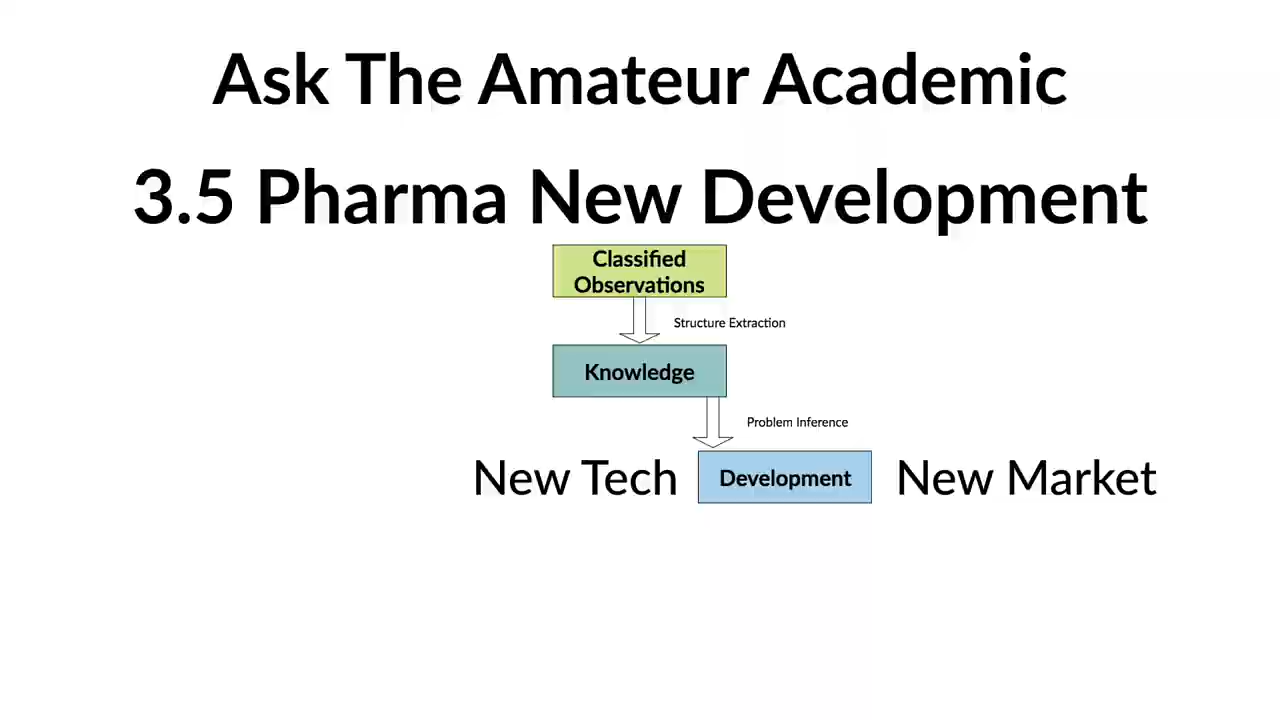 Ask The Amateur Academic
3.5 Pharma New Development
Classified
Observations
Structure Extraction
Knowledge
Problem Inference
New Tech
Development
New Market